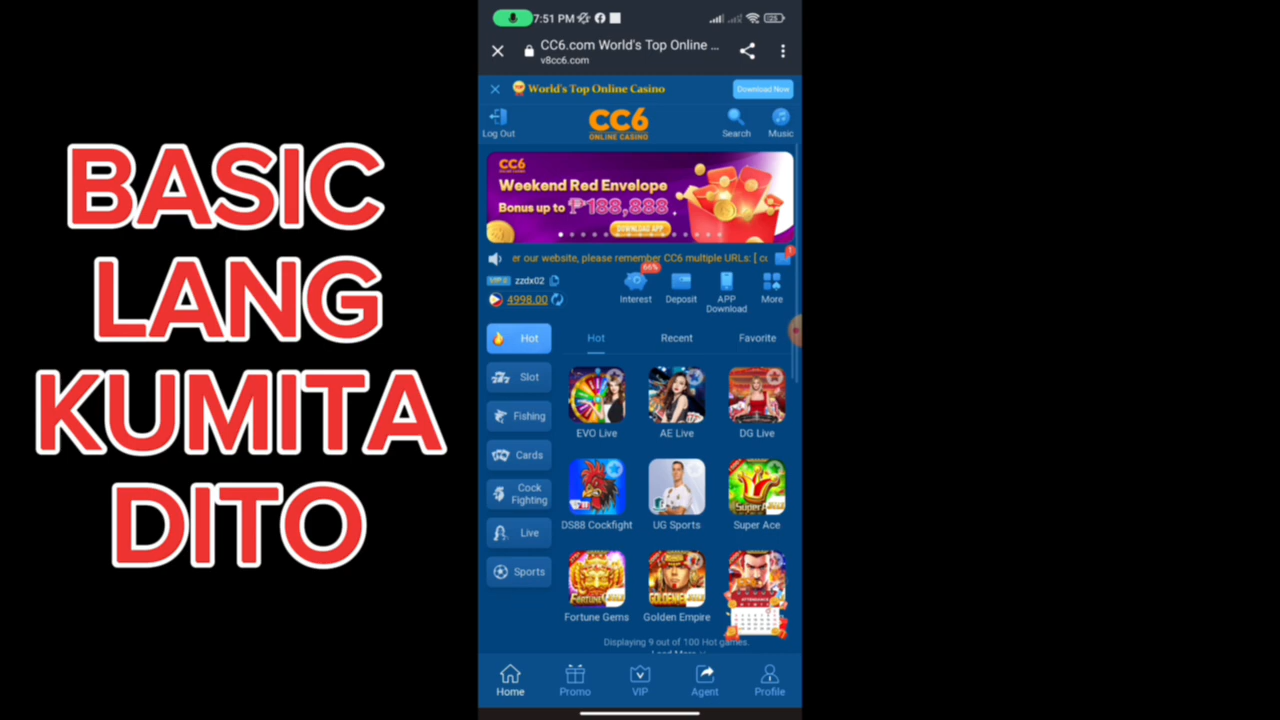 BASIC
LANG
KUMITA
DITO
7:51 PM
CC6.com World's Top Online ...
v8cc6.com
World's Top Online Casino
Download Now
Log Out
CC6
ONLINE CASINO
Search
Music
CC6
Weekend Red Envelope
Bonus up to ₱188,888.
DOWNLOAD APP
er our website, please remember CC6 multiple URLs: [ cc
1
zzdx02
66%
4998.00
Interest
Deposit
APP
Download
More
Hot
Slot
Fishing
Cards
Cock
Fighting
Live
Sports
Hot
Recent
Favorite
EVO Live
AE Live
DG Live
DS88 Cockfight
UG Sports
Super Ace
Fortune Gems
Golden Empire
ATTENDANCE
Displaying 9 out of 100 Hot games.
Home
Promo
VIP
Agent
Profile